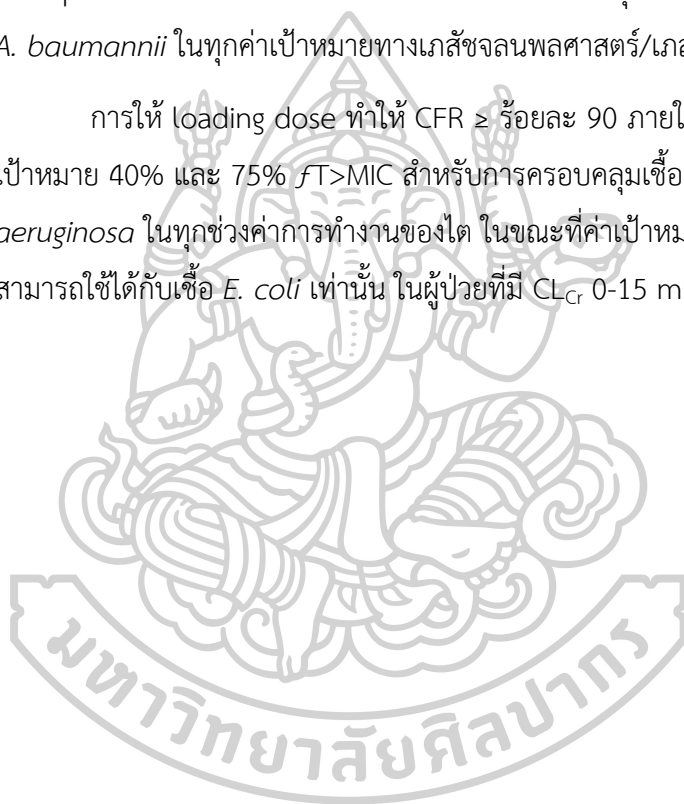 A. baumannii ในทุกค่าเป้าหมายทางเภสัชจลนพลศาสตร์/เภส
การให้ loading dose ทำให้ CFR ≥ ร้อยละ 90 ภายใ
เป้าหมาย 40% และ 75% ƒT>MIC สำหรับการครอบคลุมเชื้อ
aeruginosa ในทุกช่วงค่าการทำงานของไต ในขณะที่ค่าเป้าหม
สามารถใช้ได้กับเชื้อ E. coli เท่านั้น ในผู้ป่วยที่มี CLCr 0-15 m
มหาวิทยาลัยศิลปากร